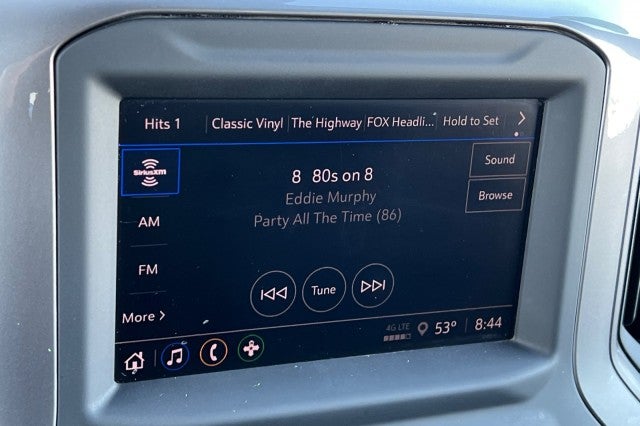 Hits 1 Classic Vinyl The Highway FOX Headli... Hold to Set
SiriusXM
8 80s on 8
Sound
Eddie Murphy
Browse
Party All The Time (86)
AM
FM
Tune
More
4G LTE 53° 8:44